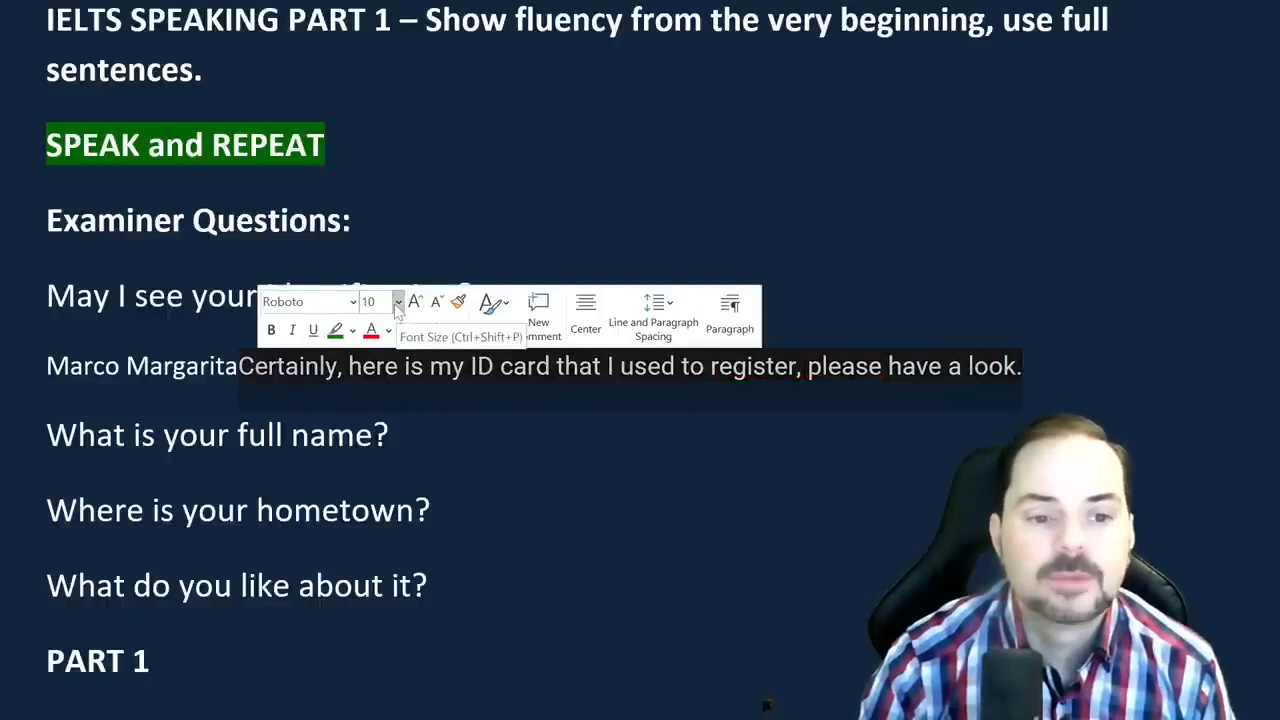 IELTS SPEAKING PART 1 – Show fluency from the very beginning, use full
sentences.
SPEAK and REPEAT
Examiner Questions:
May I see your
Roboto 10
New
mment
Center
Line and Paragraph
Spacing
Paragraph
B I U A
Font Size (Ctrl+Shift+P)
Marco MargaritaCertainly, here is my ID card that I used to register, please have a look.
What is your full name?
Where is your hometown?
What do you like about it?
PART 1